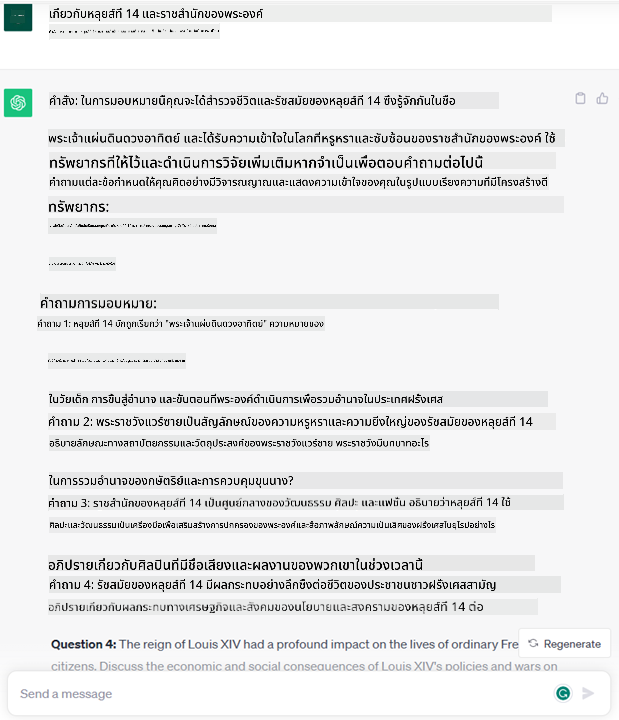 เกี่ยวกับหลุยส์ที่ 14 และราชสำนักของพระองค์
คำสั่ง: ในการมอบหมายนี้คุณจะได้สำรวจชีวิตและรัชสมัยของหลุยส์ที่ 14 ซึ่งรู้จักกันในชื่อ
พระเจ้าแผ่นดินดวงอาทิตย์ และได้รับความเข้าใจในโลกที่หรูหราและซับซ้อนของราชสำนักของพระองค์ ใช้
ทรัพยากรที่ให้ไว้และดำเนินการวิจัยเพิ่มเติมหากจำเป็นเพื่อตอบคำถามต่อไปนี้
คำถามแต่ละข้อกำหนดให้คุณคิดอย่างมีวิจารณญาณและแสดงความเข้าใจของคุณในรูปแบบเรียงความที่มีโครงสร้างดี
ทรัพยากร:
คำถามการมอบหมาย:
คำถาม 1: หลุยส์ที่ 14 มักถูกเรียกว่า "พระเจ้าแผ่นดินดวงอาทิตย์" ความหมายของ
ในวัยเด็ก การขึ้นสู่อำนาจ และขั้นตอนที่พระองค์ดำเนินการเพื่อรวมอำนาจในประเทศฝรั่งเศส
คำถาม 2: พระราชวังแวร์ซายเป็นสัญลักษณ์ของความหรูหราและความยิ่งใหญ่ของรัชสมัยของหลุยส์ที่ 14
อธิบายลักษณะทางสถาปัตยกรรมและวัตถุประสงค์ของพระราชวังแวร์ซาย พระราชวังมีบทบาทอะไร
ในการรวมอำนาจของกษัตริย์และการควบคุมขุนนาง?
คำถาม 3: ราชสำนักของหลุยส์ที่ 14 เป็นศูนย์กลางของวัฒนธรรม ศิลปะ และแฟชั่น อธิบายว่าหลุยส์ที่ 14 ใช้
ศิลปะและวัฒนธรรมเป็นเครื่องมือเพื่อเสริมสร้างการปกครองของพระองค์และสื่อภาพลักษณ์ความเป็นเลิศของฝรั่งเศสในยุโรปอย่างไร
อภิปรายเกี่ยวกับศิลปินที่มีชื่อเสียงและผลงานของพวกเขาในช่วงเวลานี้
คำถาม 4: รัชสมัยของหลุยส์ที่ 14 มีผลกระทบอย่างลึกซึ้งต่อชีวิตของประชาชนชาวฝรั่งเศสสามัญ
อภิปรายเกี่ยวกับผลกระทบทางเศรษฐกิจและสังคมของนโยบายและสงครามของหลุยส์ที่ 14 ต่อ
Question 4: The reign of Louis XIV had a profound impact on the lives of ordinary Fre
Regenerate
citizens. Discuss the economic and social consequences of Louis XIV's policies and wars on
Send a message